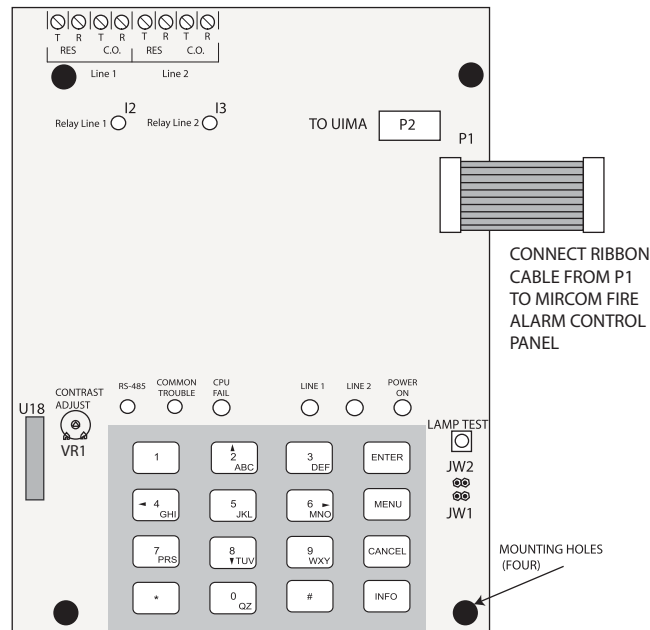 T R T R T R T R
RES C.O. RES C.O.
Line 1 Line 2
I2 I3
Relay Line 1 Relay Line 2
TO UIMA P2
P1
CONNECT RIBBON
CABLE FROM P1
TO MIRCOM FIRE
ALARM CONTROL
PANEL
CONTRAST
ADJUST
VR1
U18
RS-485
COMMON
TROUBLE
CPU
FAIL
LINE 1
LINE 2
POWER
ON
LAMP TEST
JW2
JW1
1
2
ABC
3
DEF
ENTER
4
GHI
5
JKL
6
MNO
MENU
7
PRS
8
TUV
9
WXY
CANCEL
*
0
QZ
#
INFO
MOUNTING HOLES
(FOUR)